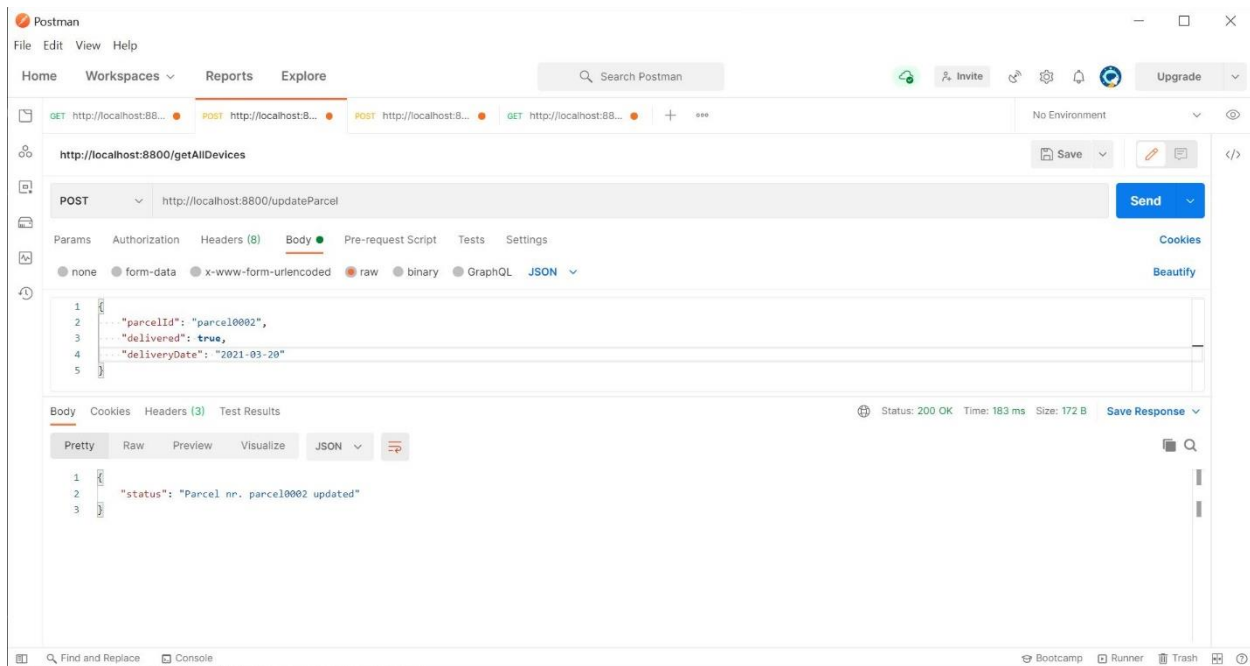 Postman
File Edit View Help
Home Workspaces Reports Explore Search Postman Invite Upgrade
GET http://localhost:88... POST http://localhost:8... POST http://localhost:8... GET http://localhost:88... + ooo No Environment
http://localhost:8800/getAllDevices Save </>
POST http://localhost:8800/updateParcel Send
Params Authorization Headers (8) Body Pre-request Script Tests Settings Cookies
none form-data x-www-form-urlencoded raw binary GraphQL JSON Beautify
1 {
2 ····"parcelId": "parcel0002",
3 ····"delivered": true,
4 ····"deliveryDate": "2021-03-20"
5 }
Body Cookies Headers (3) Test Results Status: 200 OK Time: 183 ms Size: 172 B Save Response
Pretty Raw Preview Visualize JSON
1 {
2 "status": "Parcel nr. parcel0002 updated"
3 }
Find and Replace Console Bootcamp Runner Trash